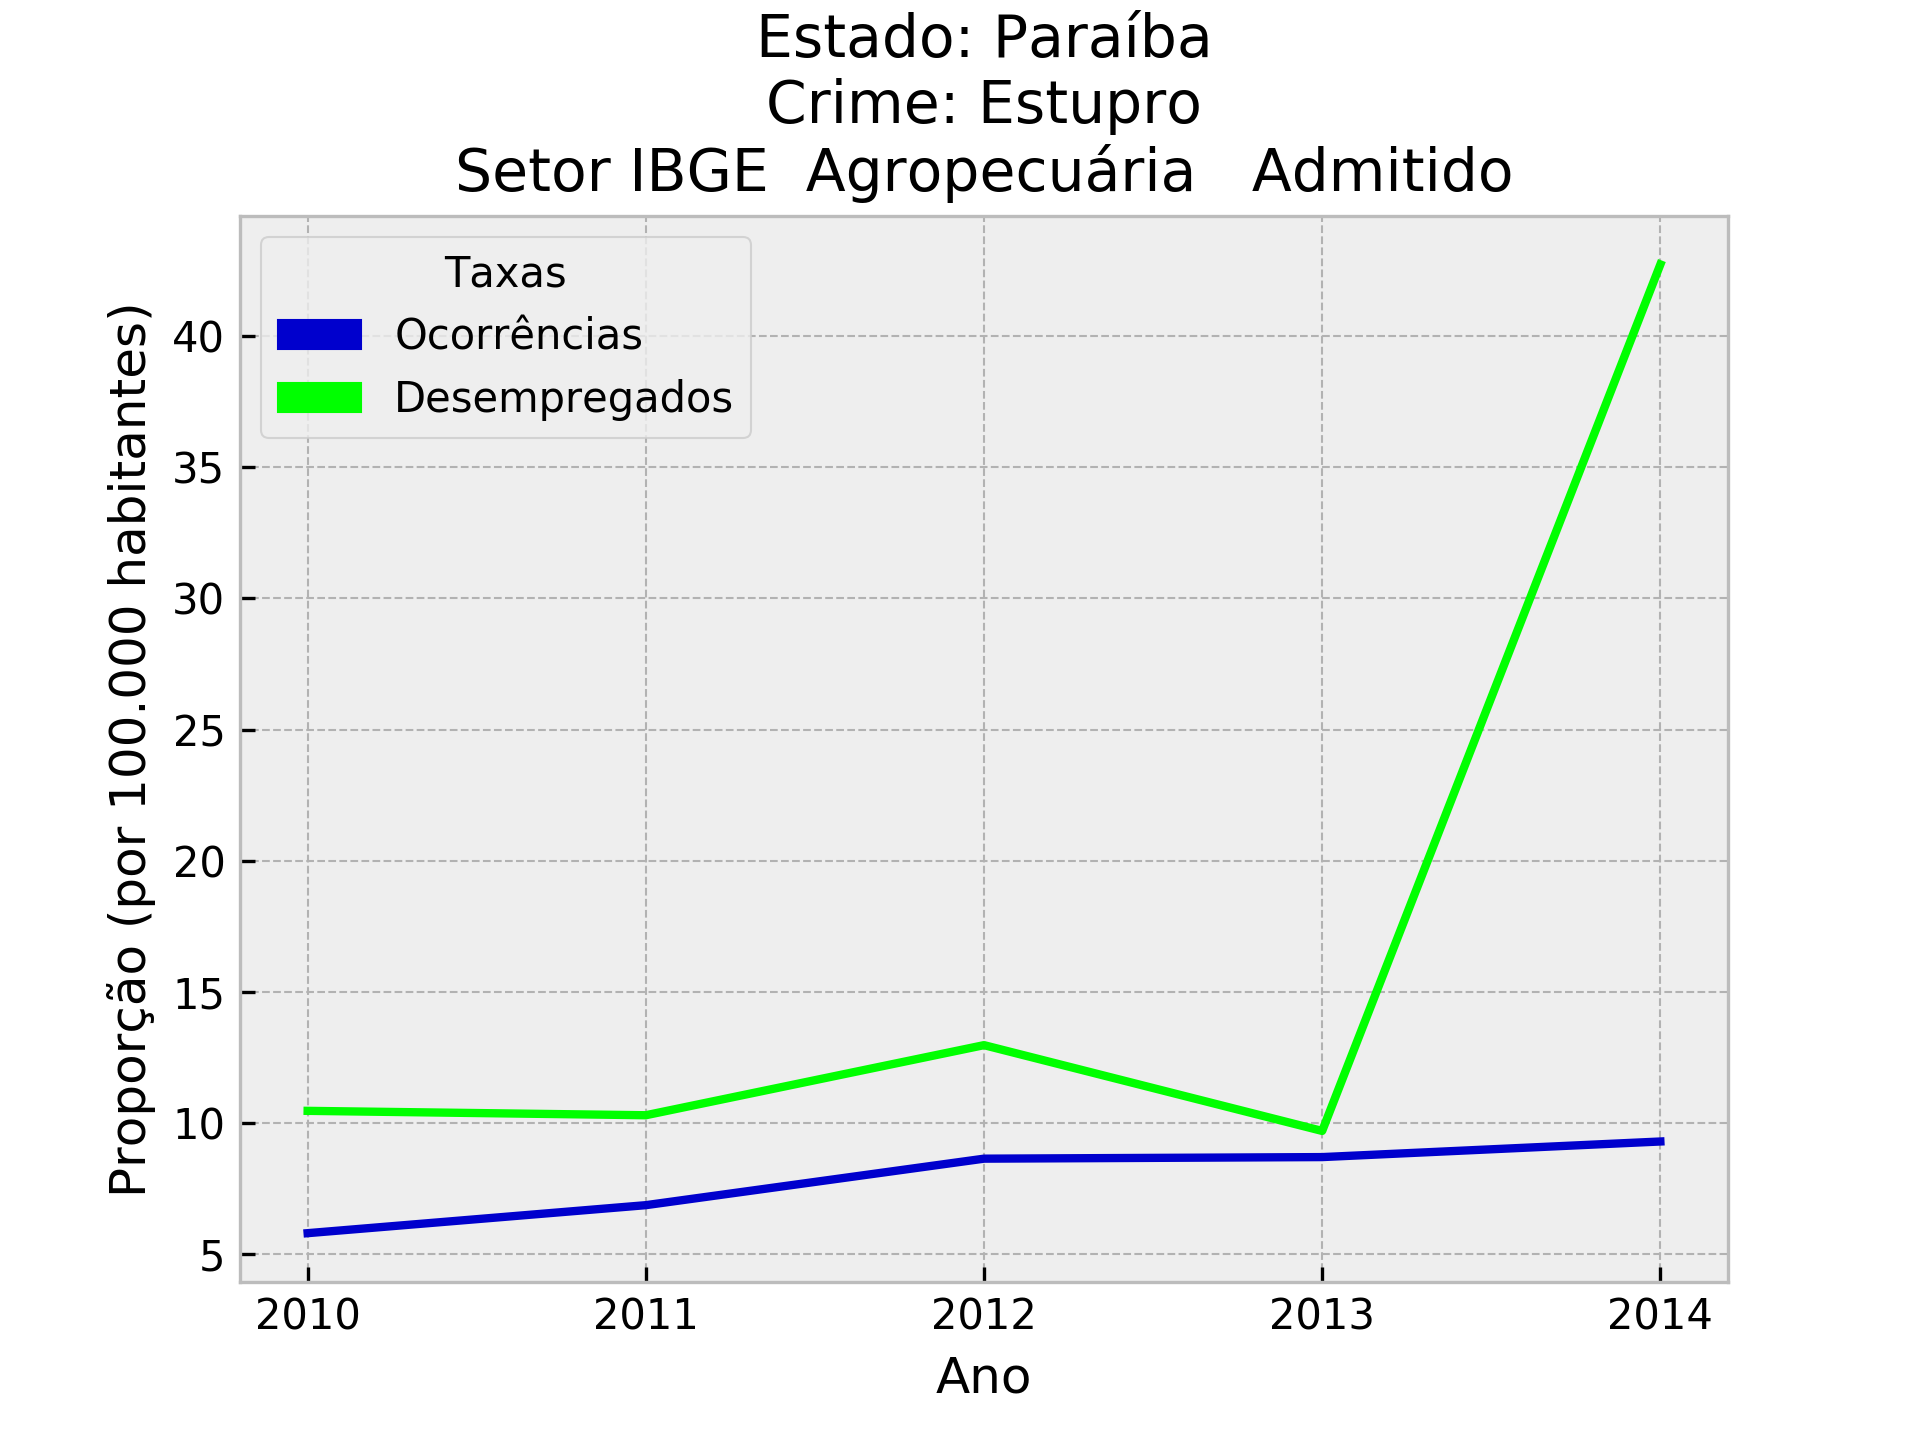 Estado: Paraíba
Crime: Estupro
Setor IBGE  Agropecuária   Admitido
Taxas
Ocorrências
Desempregados
Proporção (por 100.000 habitantes)
40
35
30
25
20
15
10
5
2010 2011 2012 2013 2014
Ano